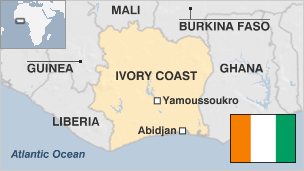 MALI
BURKINA FASO
GUINEA
IVORY COAST
GHANA
Yamoussoukro
LIBERIA
Abidjan
Atlantic Ocean